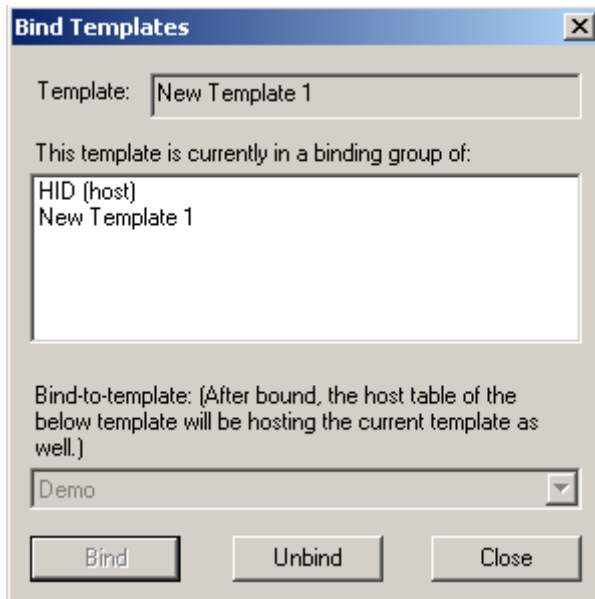 Bind Templates
Template: New Template 1
This template is currently in a binding group of:
HID (host)
New Template 1
Bind-to-template: (After bound, the host table of the
below template will be hosting the current template as
well.)
Demo
Bind Unbind Close